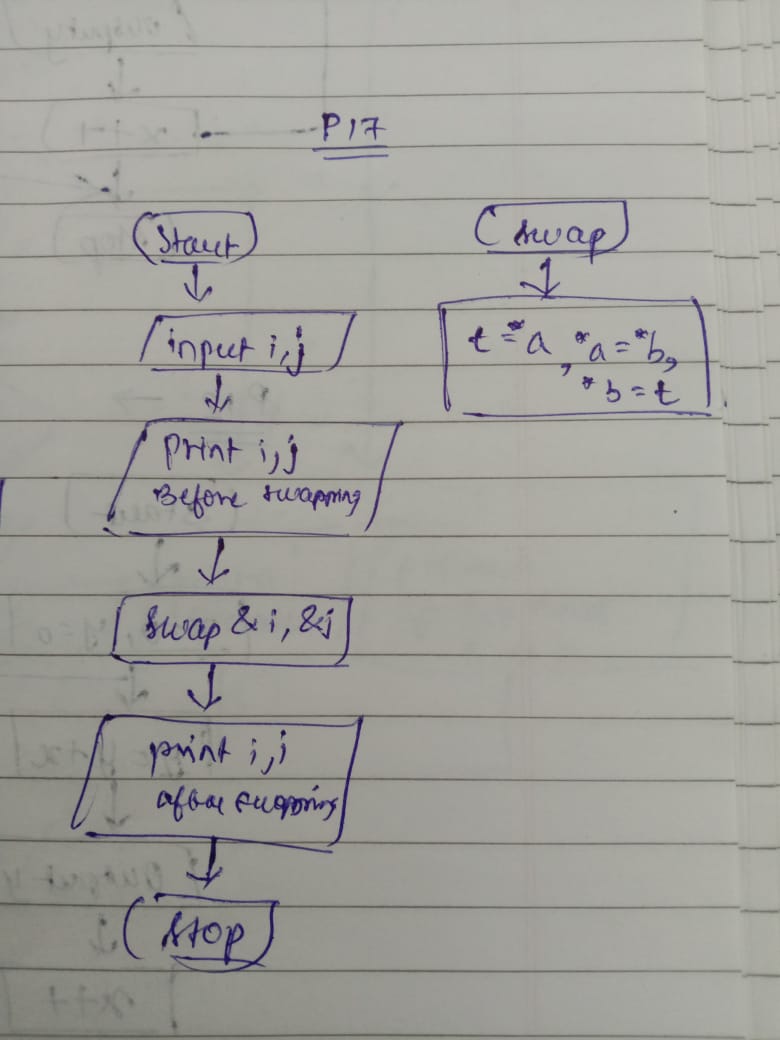 P17
Start
input i, j
print i, j
Before swapping
swap &i, &j
print i, j
after swapping
Stop
swap
t = *a, *a = *b,
*b = t